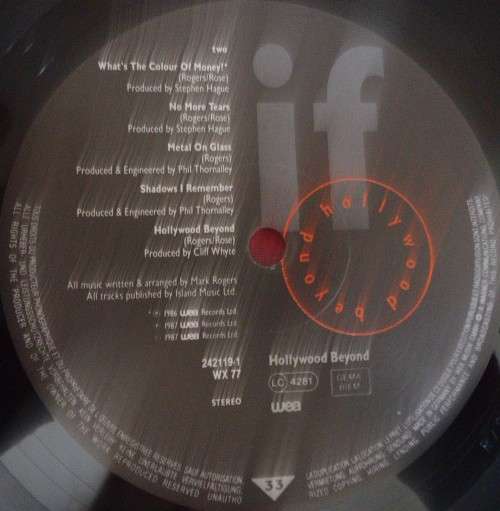 two
What's The Colour Of Money?*
(Rogers/Rose)
Produced by Stephen Hague
No More Tears
(Rogers/Rose)
Produced by Stephen Hague
Metal On Glass
(Rogers)
Produced & Engineered by Phil Thornalley
Shadows I Remember
(Rogers)
Produced & Engineered by Phil Thornalley
Hollywood Beyond
(Rogers/Rose)
Produced by Cliff Whyte
All music written & arranged by Mark Rogers
All tracks published by Island Music Ltd.
* ℗ 1986 wea Records Ltd.
℗ 1987 wea Records Ltd.
© 1987 wea Records Ltd.
242119-1
WX 77
STEREO
if
hollywood beyond
Hollywood Beyond
LC 4281
GEMA
BIEM
wea
33